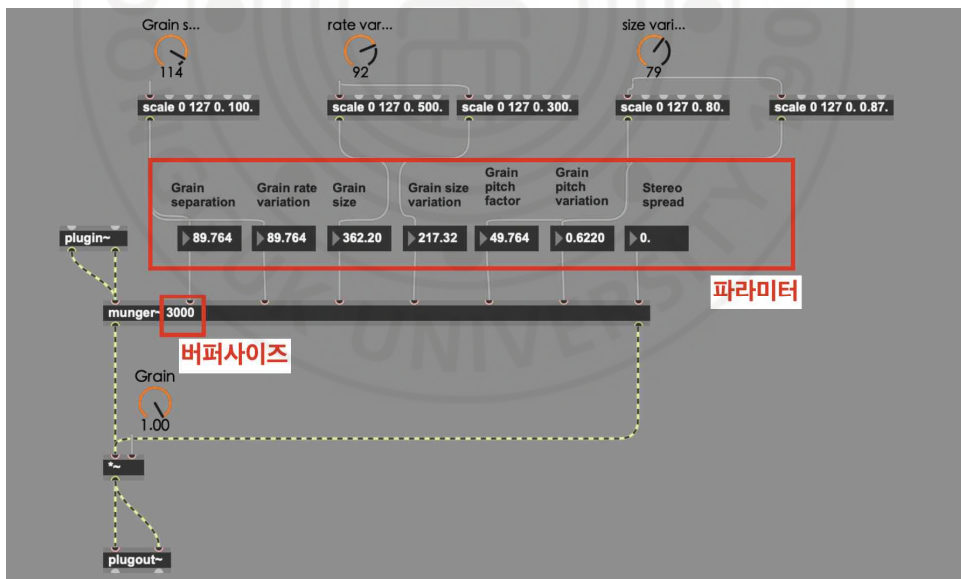 Grain s...
rate var...
size vari...
114
92
79
scale 0 127 0. 100.
scale 0 127 0. 500.
scale 0 127 0. 300.
scale 0 127 0. 80.
scale 0 127 0. 0.87.
Grain separation
Grain rate variation
Grain size
Grain size variation
Grain pitch factor
Grain pitch variation
Stereo spread
plugin~
89.764
89.764
362.20
217.32
49.764
0.6220
0.
파라미터
munger~ 3000
버퍼사이즈
Grain
1.00
*~
plugout~
UK UNIVERSITY 190